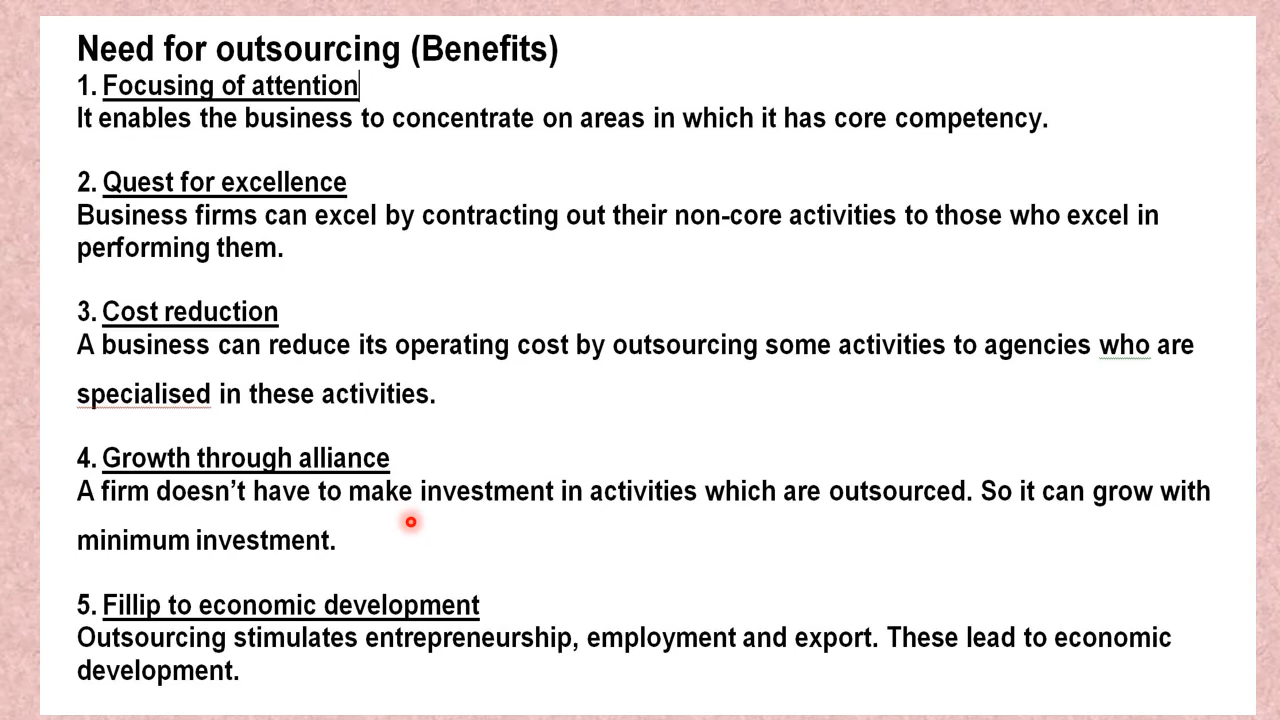 Need for outsourcing (Benefits)
1. Focusing of attention
It enables the business to concentrate on areas in which it has core competency.
2. Quest for excellence
Business firms can excel by contracting out their non-core activities to those who excel in
performing them.
3. Cost reduction
A business can reduce its operating cost by outsourcing some activities to agencies who are
specialised in these activities.
4. Growth through alliance
A firm doesn’t have to make investment in activities which are outsourced. So it can grow with
minimum investment.
5. Fillip to economic development
Outsourcing stimulates entrepreneurship, employment and export. These lead to economic
development.